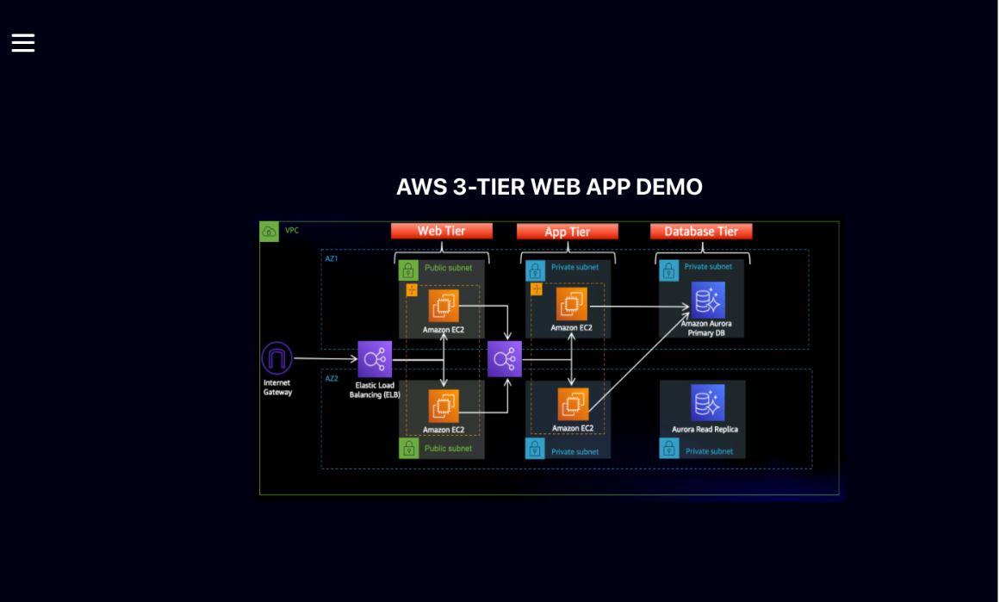 AWS 3-TIER WEB APP DEMO
VPC
Web Tier
App Tier
Database Tier
AZ1
Public subnet
Private subnet
Private subnet
Amazon EC2
Amazon EC2
Amazon Aurora
Primary DB
Internet
Gateway
Elastic Load
Balancing (ELB)
AZ2
Amazon EC2
Amazon EC2
Aurora Read Replica
Public subnet
Private subnet
Private subnet